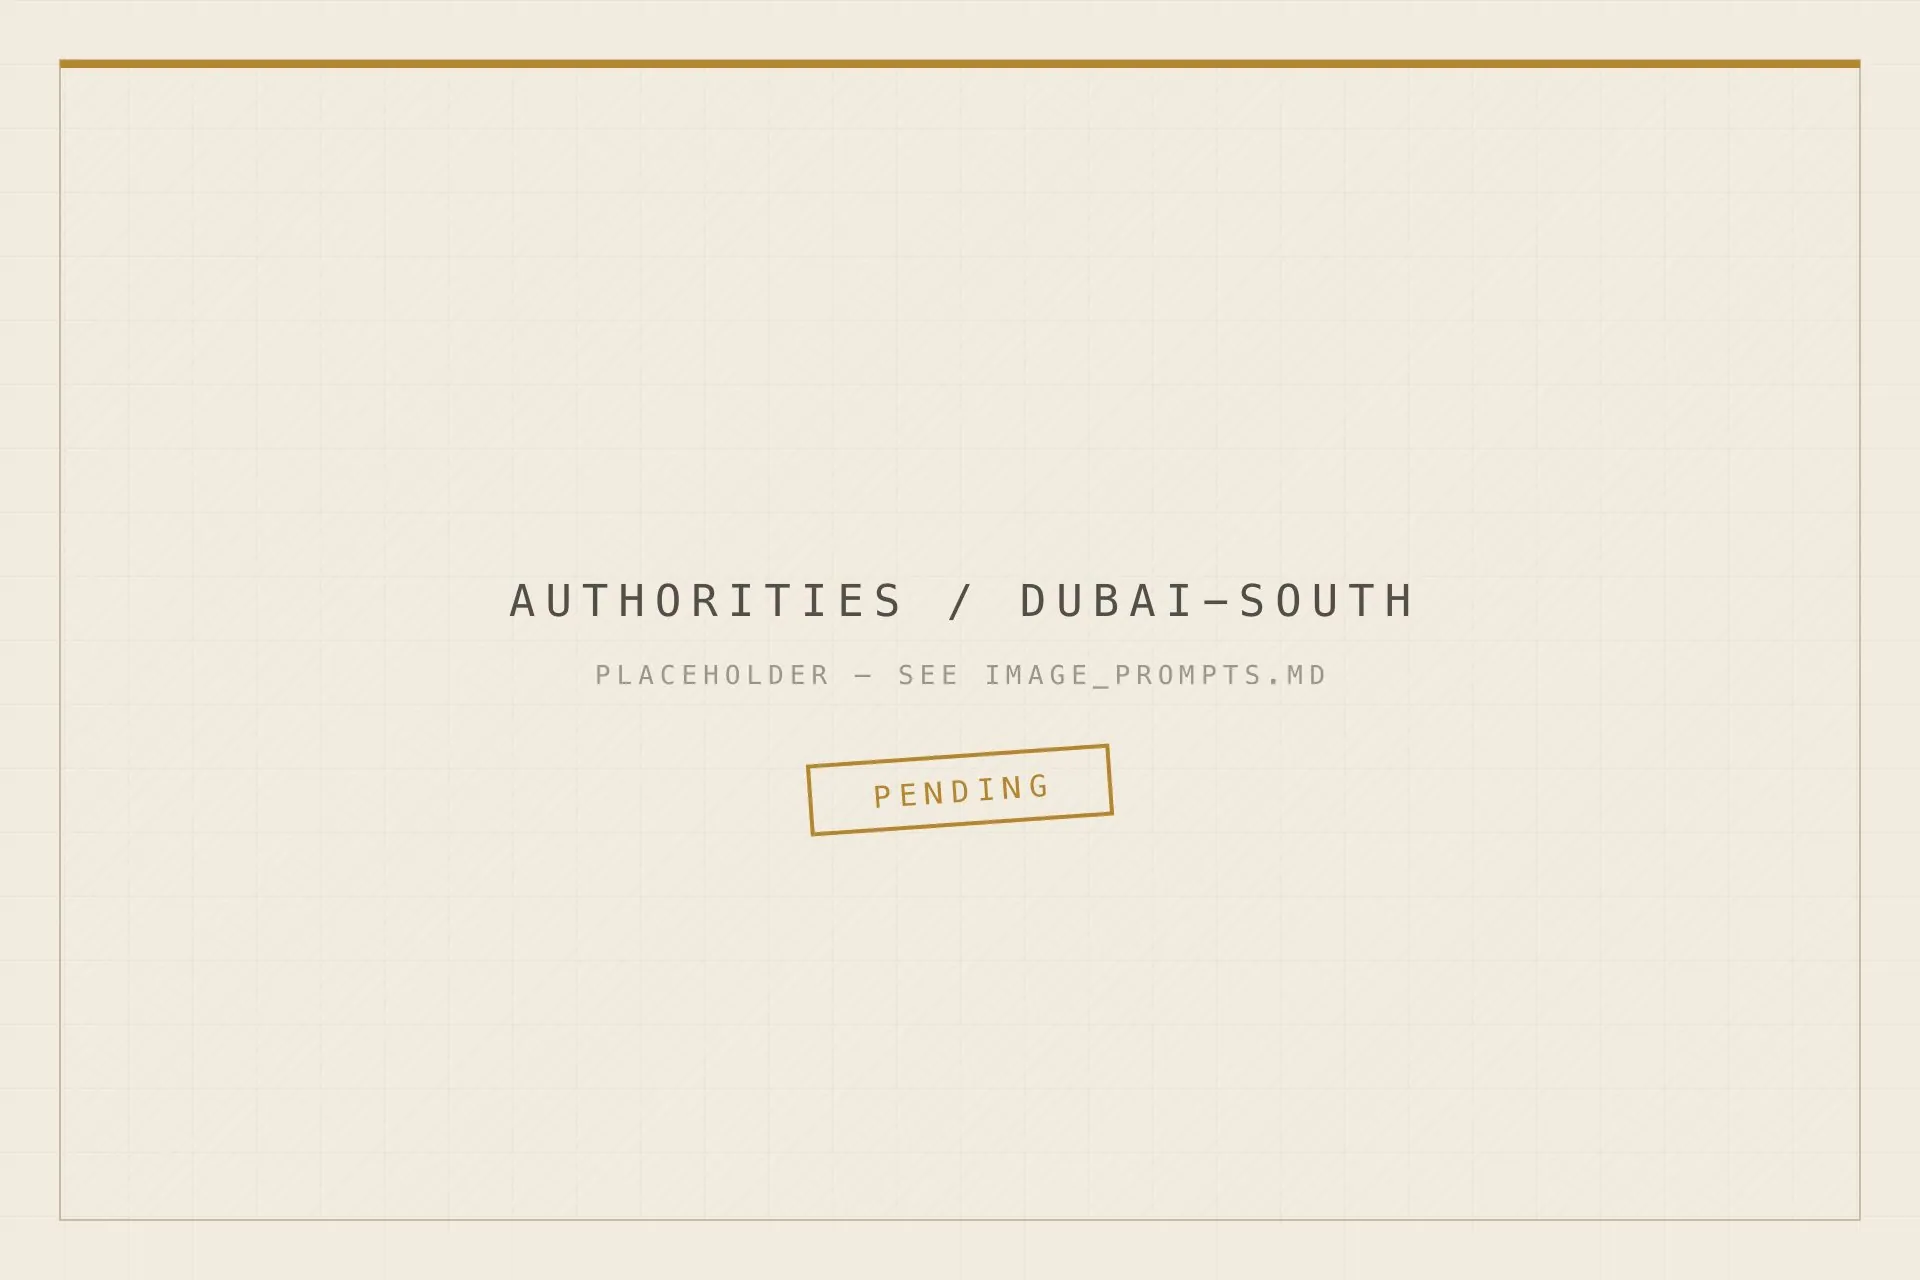 AUTHORITIES / DUBAI–SOUTH
PLACEHOLDER — SEE IMAGE_PROMPTS.MD
PENDING